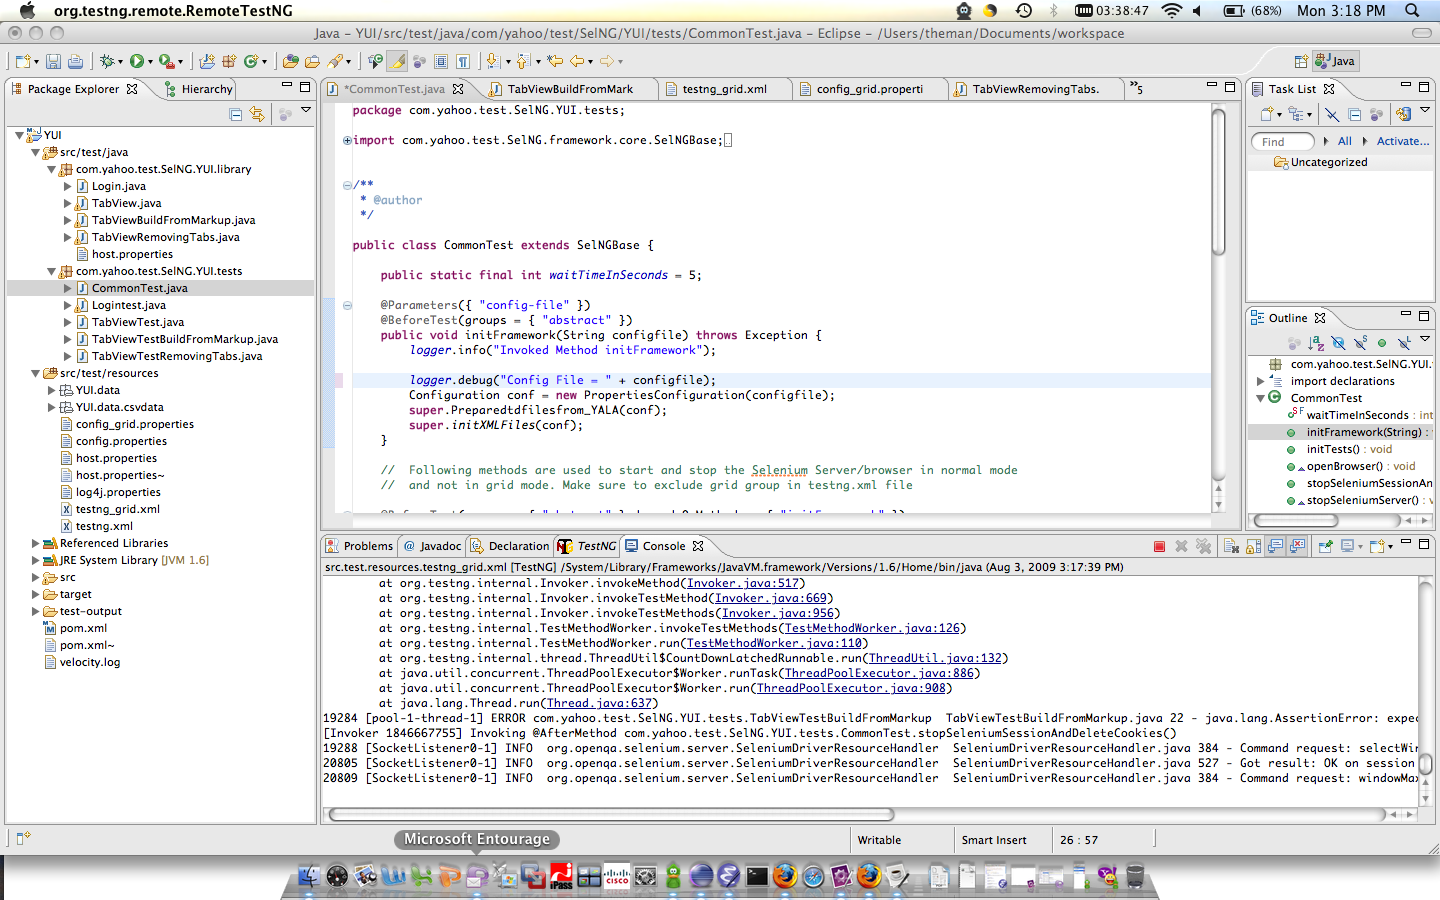 org.testng.remote.RemoteTestNG
03:38:47
(68%)
Mon 3:18 PM
Java – YUI/src/test/java/com/yahoo/test/SelNG/YUI/tests/CommonTest.java – Eclipse – /Users/theman/Documents/workspace
Java
Package Explorer
Hierarchy
YUI
src/test/java
com.yahoo.test.SelNG.YUI.library
Login.java
TabView.java
TabViewBuildFromMarkup.java
TabViewRemovingTabs.java
host.properties
com.yahoo.test.SelNG.YUI.tests
CommonTest.java
Logintest.java
TabViewTest.java
TabViewTestBuildFromMarkup.java
TabViewTestRemovingTabs.java
src/test/resources
YUI.data
YUI.data.csvdata
config_grid.properties
config.properties
host.properties
host.properties~
log4j.properties
testng_grid.xml
testng.xml
Referenced Libraries
JRE System Library [JVM 1.6]
src
target
test-output
pom.xml
pom.xml~
velocity.log
*CommonTest.java
TabViewBuildFromMark
testng_grid.xml
config_grid.properti
TabViewRemovingTabs.
»5
package com.yahoo.test.SelNG.YUI.tests;
import com.yahoo.test.SelNG.framework.core.SelNGBase;
/**
* @author
*/
public class CommonTest extends SelNGBase {
public static final int waitTimeInSeconds = 5;
@Parameters({ "config-file" })
@BeforeTest(groups = { "abstract" })
public void initFramework(String configfile) throws Exception {
logger.info("Invoked Method initFramework");
logger.debug("Config File = " + configfile);
Configuration conf = new PropertiesConfiguration(configfile);
super.Preparedtdfilesfrom_YALA(conf);
super.initXMLFiles(conf);
}
// Following methods are used to start and stop the Selenium Server/browser in normal mode
// and not in grid mode. Make sure to exclude grid group in testng.xml file
Task List
Find
All
Activate...
Uncategorized
Outline
com.yahoo.test.SelNG.YUI.
import declarations
CommonTest
waitTimeInSeconds : int
initFramework(String) :
initTests() : void
openBrowser() : void
stopSeleniumSessionAn
stopSeleniumServer() :
Problems
@ Javadoc
Declaration
TestNG
Console
src.test.resources.testng_grid.xml [TestNG] /System/Library/Frameworks/JavaVM.framework/Versions/1.6/Home/bin/java (Aug 3, 2009 3:17:39 PM)
at org.testng.internal.Invoker.invokeMethod(Invoker.java:517)
at org.testng.internal.Invoker.invokeTestMethod(Invoker.java:669)
at org.testng.internal.Invoker.invokeTestMethods(Invoker.java:956)
at org.testng.internal.TestMethodWorker.invokeTestMethods(TestMethodWorker.java:126)
at org.testng.internal.TestMethodWorker.run(TestMethodWorker.java:110)
at org.testng.internal.thread.ThreadUtil$CountDownLatchedRunnable.run(ThreadUtil.java:132)
at java.util.concurrent.ThreadPoolExecutor$Worker.runTask(ThreadPoolExecutor.java:886)
at java.util.concurrent.ThreadPoolExecutor$Worker.run(ThreadPoolExecutor.java:908)
at java.lang.Thread.run(Thread.java:637)
19284 [pool-1-thread-1] ERROR com.yahoo.test.SelNG.YUI.tests.TabViewTestBuildFromMarkup TabViewTestBuildFromMarkup.java 22 - java.lang.AssertionError: expec
[Invoker 1846667755] Invoking @AfterMethod com.yahoo.test.SelNG.YUI.tests.CommonTest.stopSeleniumSessionAndDeleteCookies()
19288 [SocketListener0-1] INFO org.openqa.selenium.server.SeleniumDriverResourceHandler SeleniumDriverResourceHandler.java 384 - Command request: selectWin
20805 [SocketListener0-1] INFO org.openqa.selenium.server.SeleniumDriverResourceHandler SeleniumDriverResourceHandler.java 527 - Got result: OK on session
20809 [SocketListener0-1] INFO org.openqa.selenium.server.SeleniumDriverResourceHandler SeleniumDriverResourceHandler.java 384 - Command request: windowMax
Microsoft Entourage
Writable
Smart Insert
26 : 57
iPass
CISCO